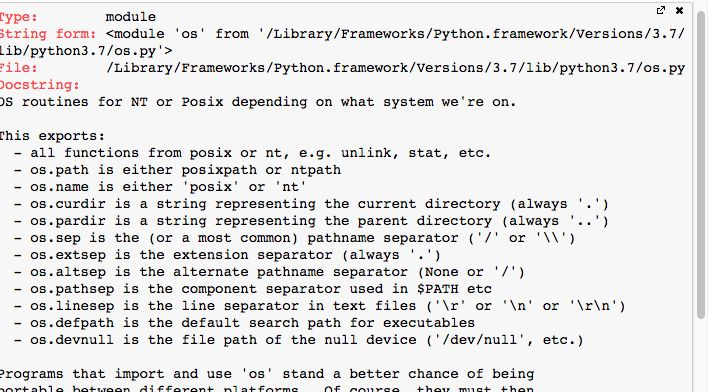 Type:        module
String form: <module 'os' from '/Library/Frameworks/Python.framework/Versions/3.7/
lib/python3.7/os.py'>
File:        /Library/Frameworks/Python.framework/Versions/3.7/lib/python3.7/os.py
Docstring:
OS routines for NT or Posix depending on what system we're on.

This exports:
  - all functions from posix or nt, e.g. unlink, stat, etc.
  - os.path is either posixpath or ntpath
  - os.name is either 'posix' or 'nt'
  - os.curdir is a string representing the current directory (always '.')
  - os.pardir is a string representing the parent directory (always '..')
  - os.sep is the (or a most common) pathname separator ('/' or '\\')
  - os.extsep is the extension separator (always '.')
  - os.altsep is the alternate pathname separator (None or '/')
  - os.pathsep is the component separator used in $PATH etc
  - os.linesep is the line separator in text files ('\r' or '\n' or '\r\n')
  - os.defpath is the default search path for executables
  - os.devnull is the file path of the null device ('/dev/null', etc.)

Programs that import and use 'os' stand a better chance of being
portable between different platforms.  Of course, they must then